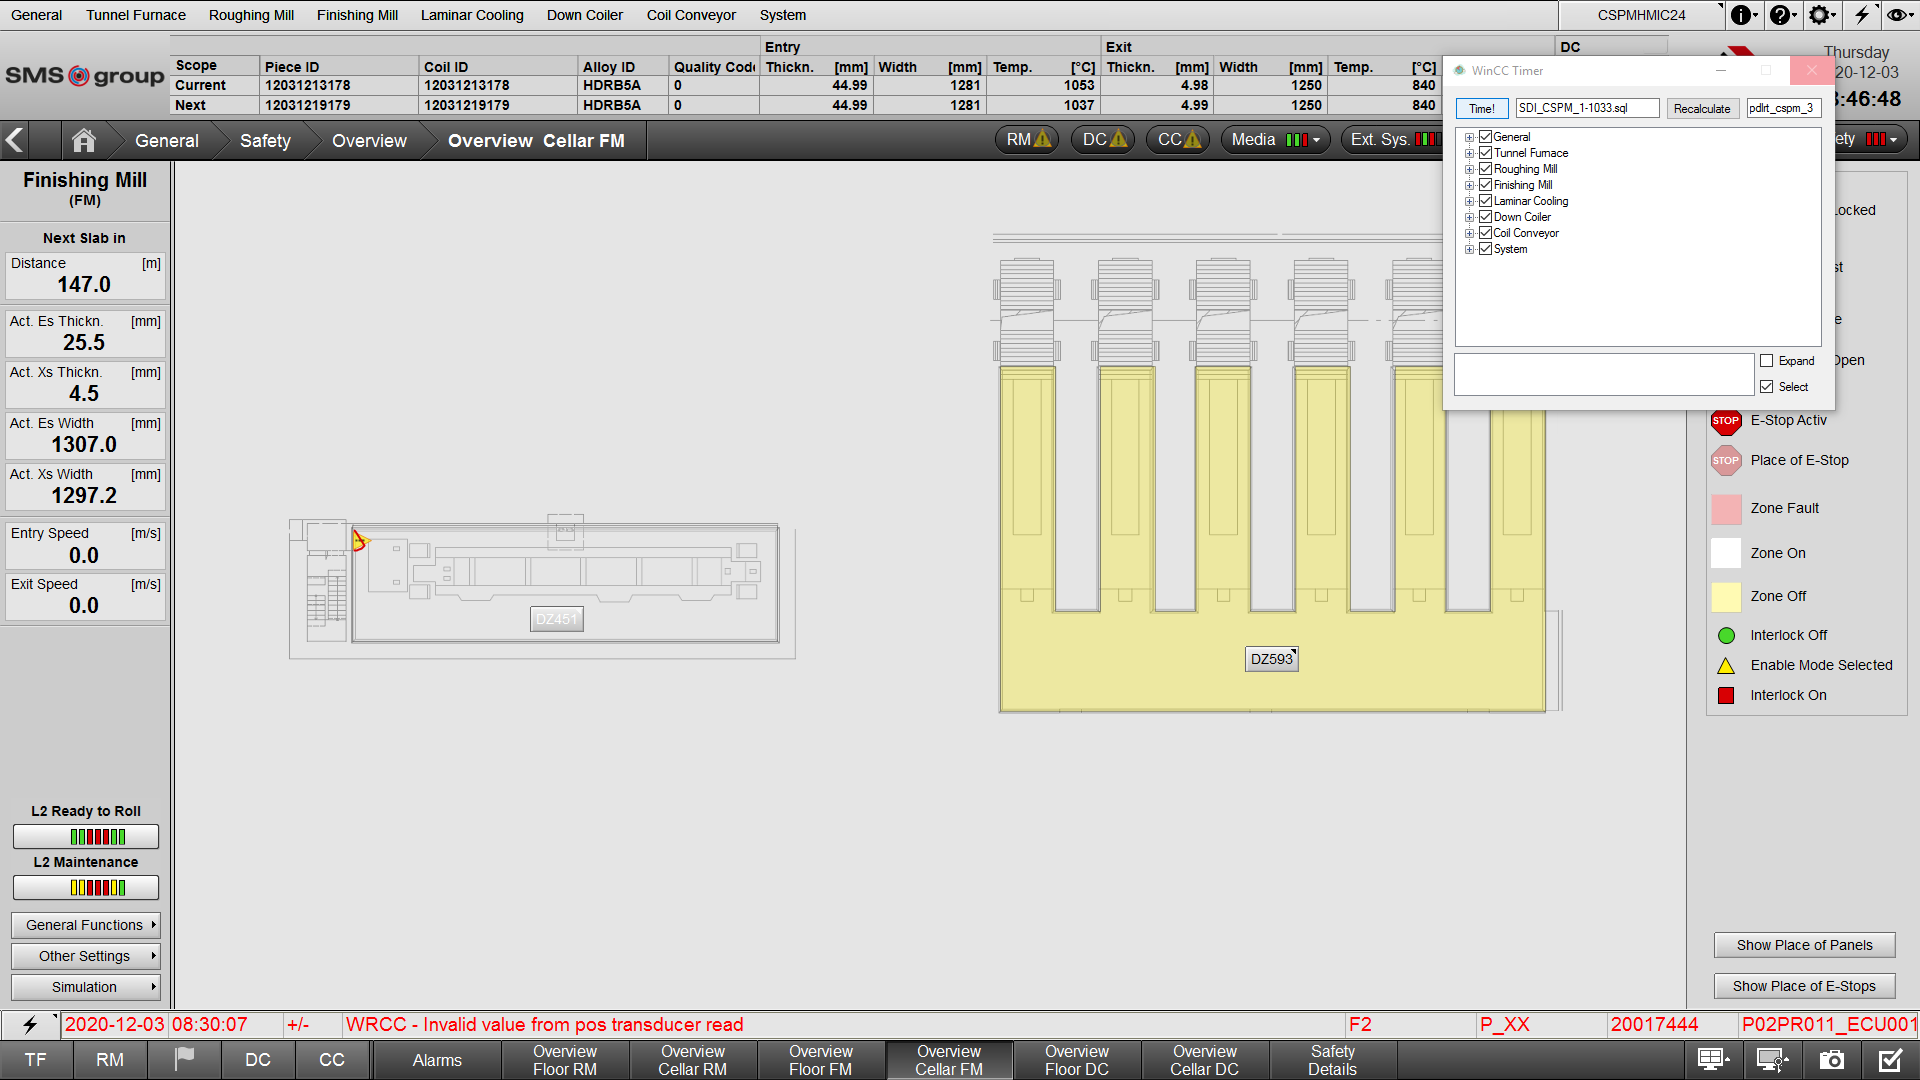 General Tunnel Furnace Roughing Mill Finishing Mill Laminar Cooling Down Coiler Coil Conveyor System CSPMHMIC24
SMS group
Entry Exit DC
Scope Piece ID Coil ID Alloy ID Quality Code Thickn. [mm] Width [mm] Temp. [°C] Thickn. [mm] Width [mm] Temp. [°C]
Current 12031213178 12031213178 HDRB5A 0 44.99 1281 1053 4.98 1250 840
Next 12031219179 12031219179 HDRB5A 0 44.99 1281 1037 4.99 1250 840
Thursday
20-12-03
:46:48
General Safety Overview Overview Cellar FM RM DC CC Media Ext. Sys. ety
WinCC Timer
Time! SDI_CSPM_1-1033.sql Recalculate pdlrt_cspm_3
General
Tunnel Furnace
Roughing Mill
Finishing Mill
Laminar Cooling
Down Coiler
Coil Conveyor
System
Expand
Select
Finishing Mill
(FM)
Next Slab in
Distance [m]
147.0
Act. Es Thickn. [mm]
25.5
Act. Xs Thickn. [mm]
4.5
Act. Es Width [mm]
1307.0
Act. Xs Width [mm]
1297.2
Entry Speed [m/s]
0.0
Exit Speed [m/s]
0.0
L2 Ready to Roll
L2 Maintenance
General Functions
Other Settings
Simulation
DZ451
DZ593
ocked
st
e
Open
STOP E-Stop Activ
STOP Place of E-Stop
Zone Fault
Zone On
Zone Off
Interlock Off
Enable Mode Selected
Interlock On
Show Place of Panels
Show Place of E-Stops
2020-12-03 08:30:07 +/- WRCC - Invalid value from pos transducer read F2 P_XX 20017444 P02PR011_ECU001
TF RM DC CC Alarms
Overview Floor RM
Overview Cellar RM
Overview Floor FM
Overview Cellar FM
Overview Floor DC
Overview Cellar DC
Safety Details